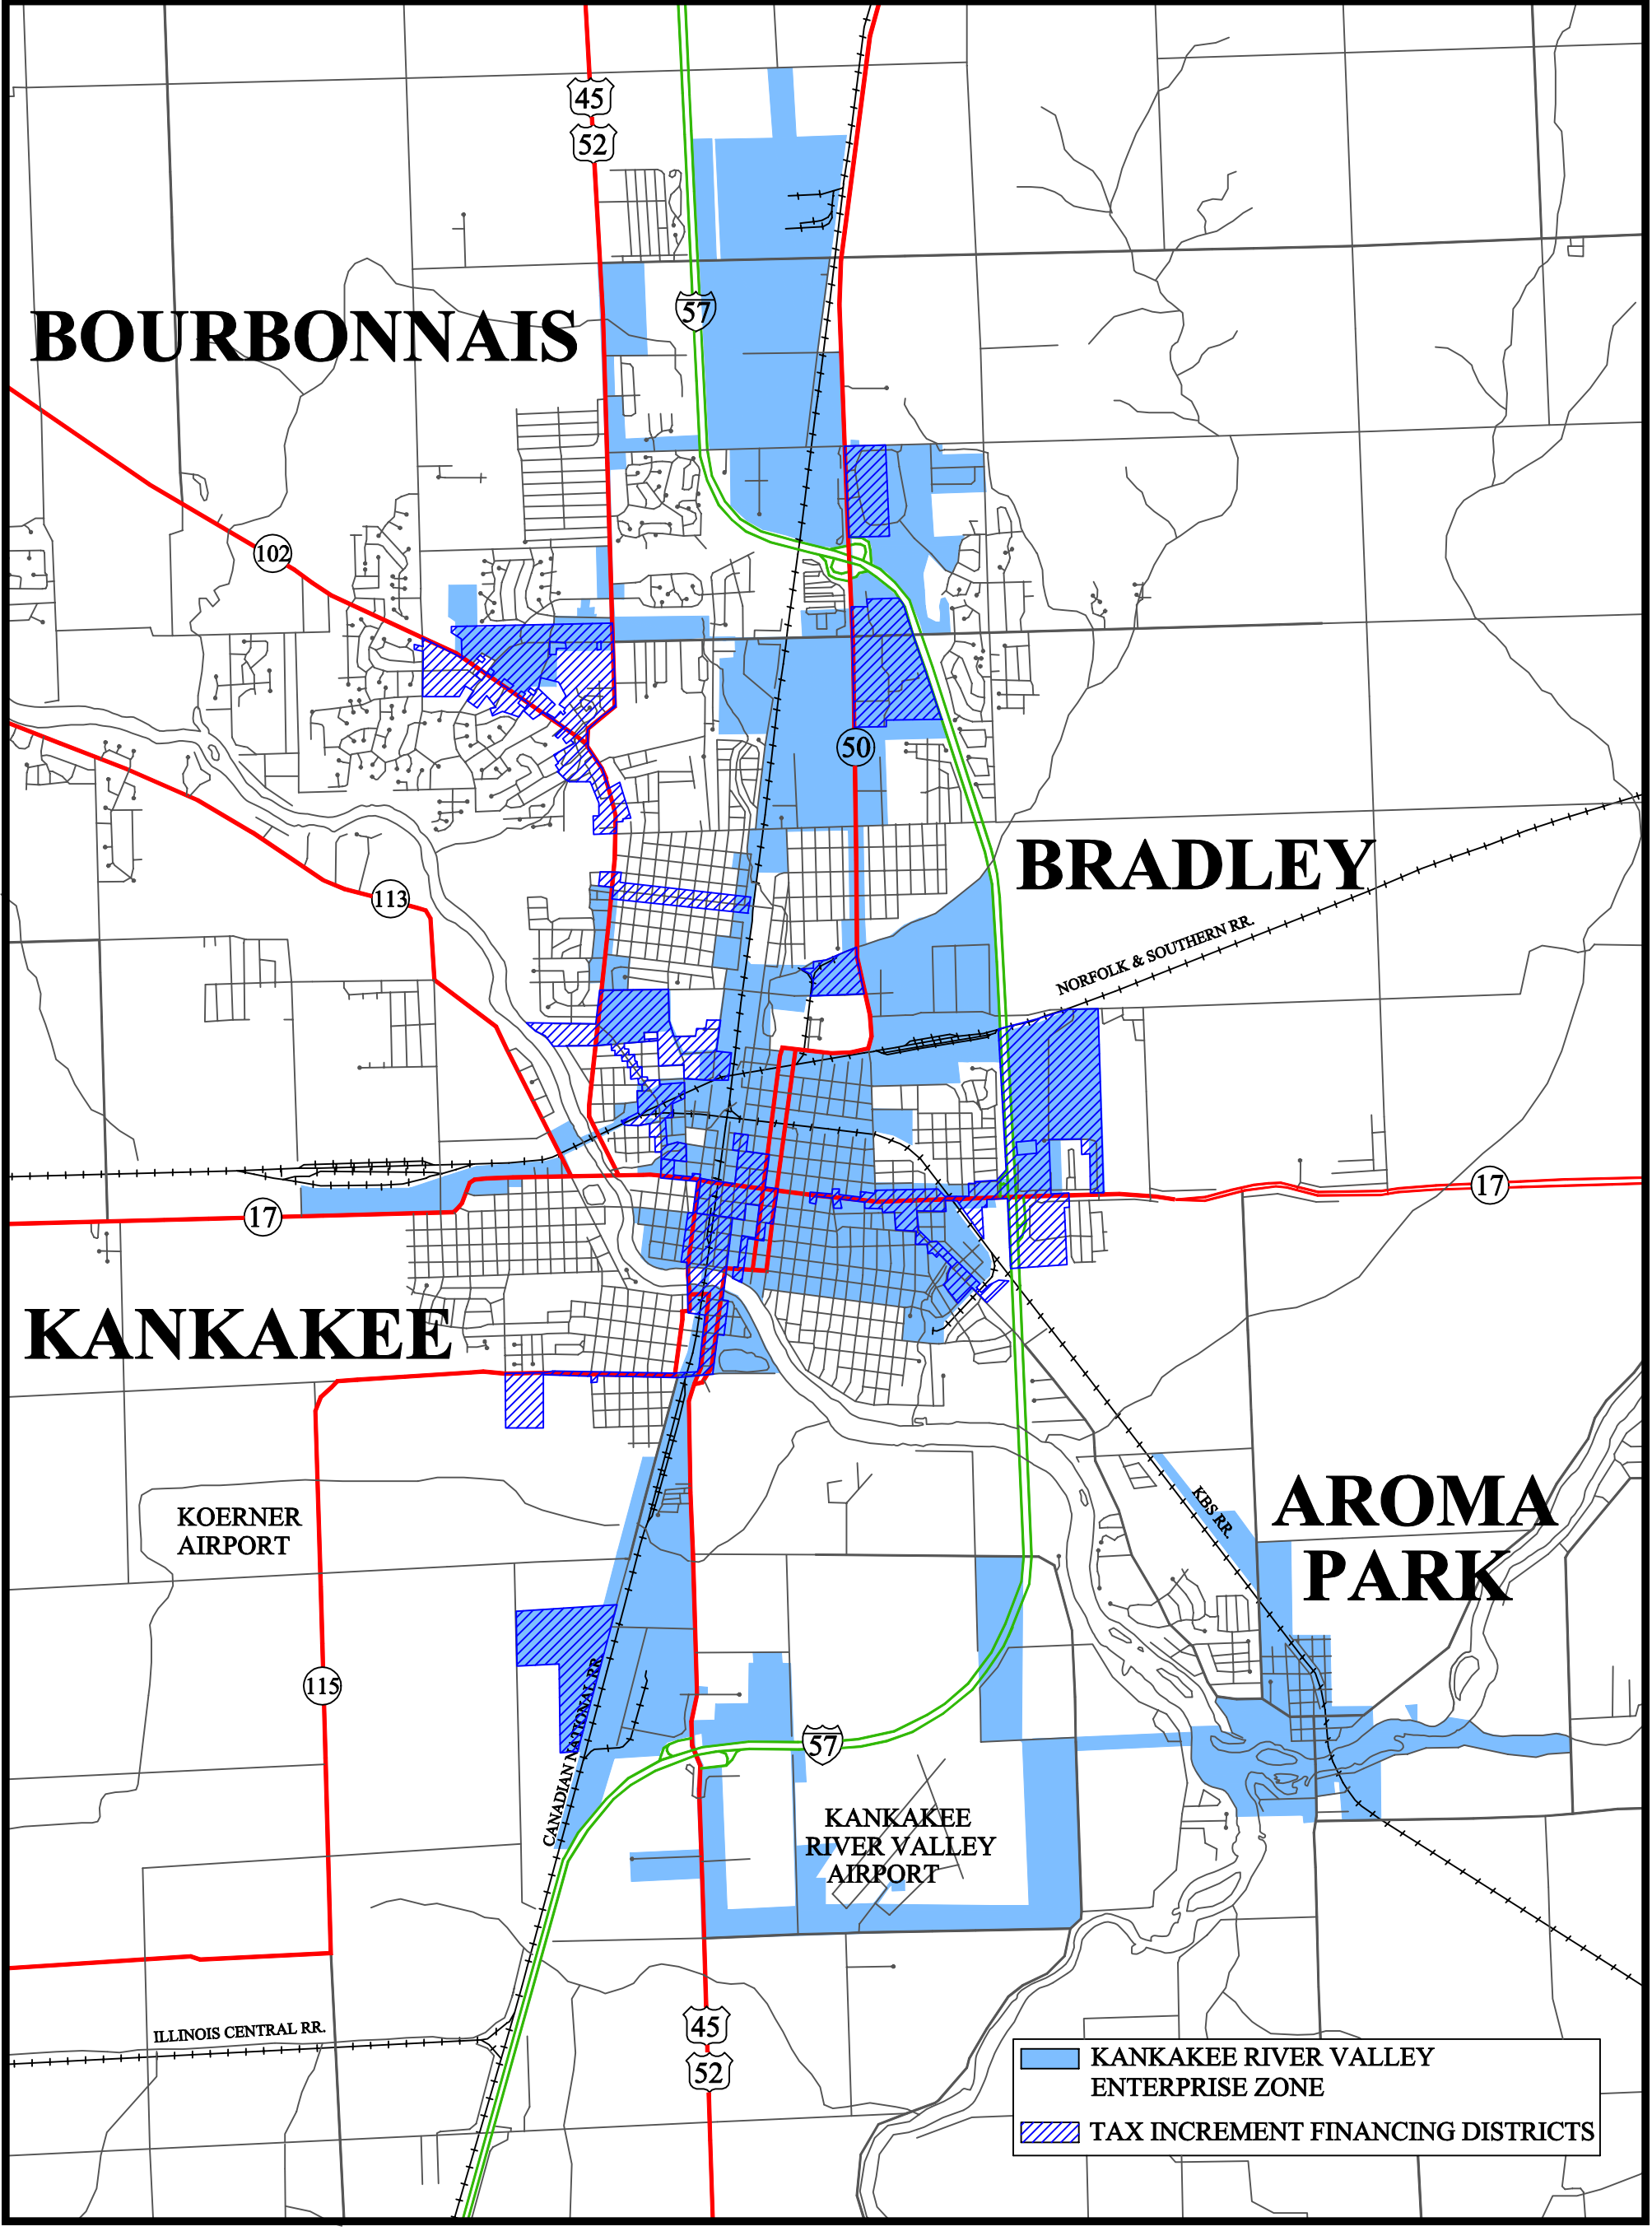 45
52
57
BOURBONNAIS
102
50
BRADLEY
113
NORFOLK & SOUTHERN RR.
17
17
KANKAKEE
AROMA
PARK
KBS RR.
KOERNER
AIRPORT
115
CANADIAN NATIONAL RR
57
KANKAKEE
RIVER VALLEY
AIRPORT
ILLINOIS CENTRAL RR.
45
52
KANKAKEE RIVER VALLEY
ENTERPRISE ZONE
TAX INCREMENT FINANCING DISTRICTS